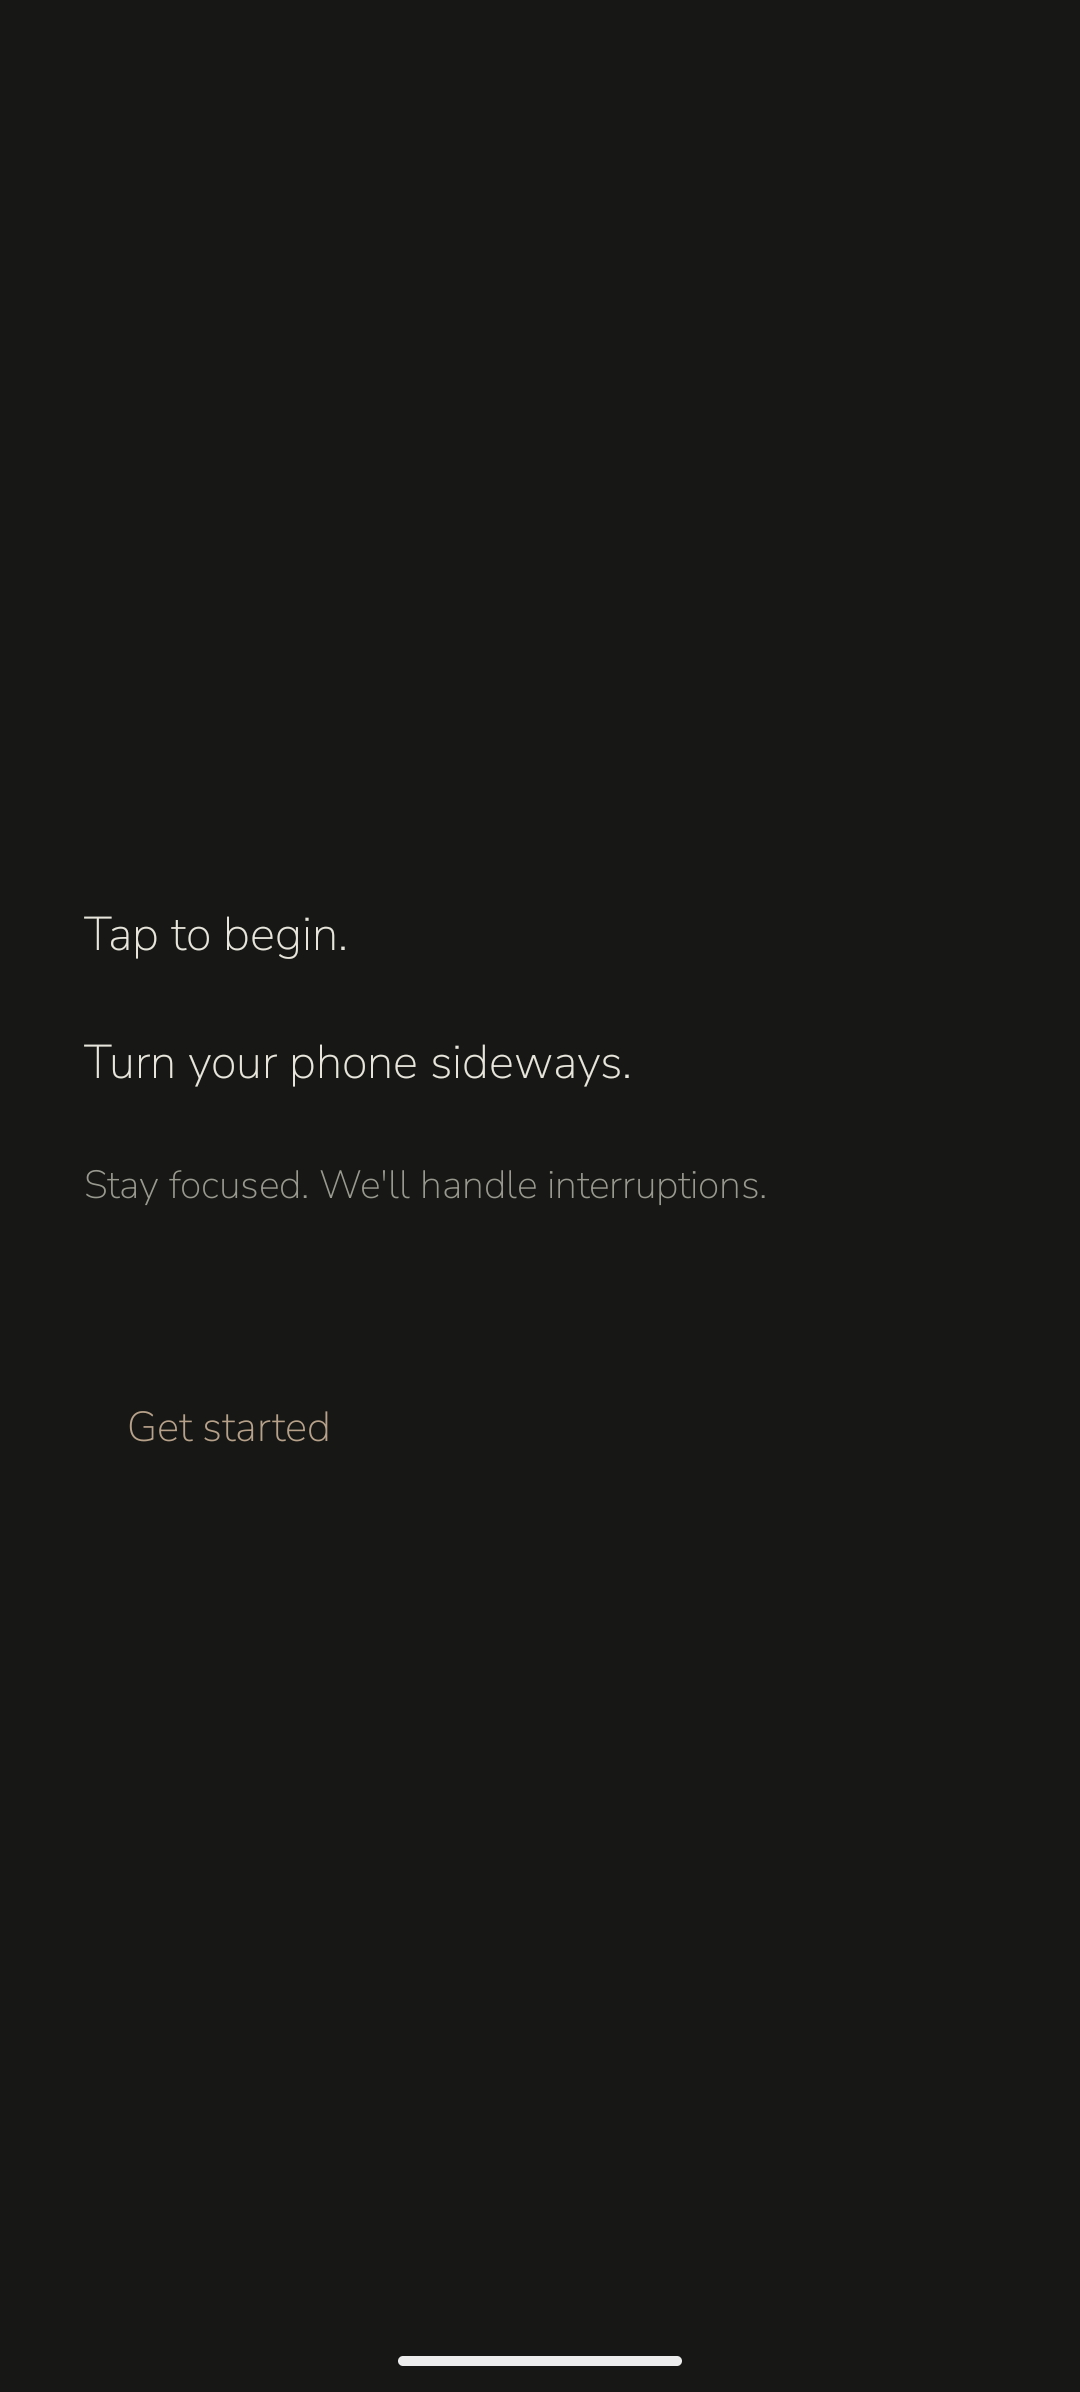 Tap to begin.
Turn your phone sideways.
Stay focused. We'll handle interruptions.
Get started